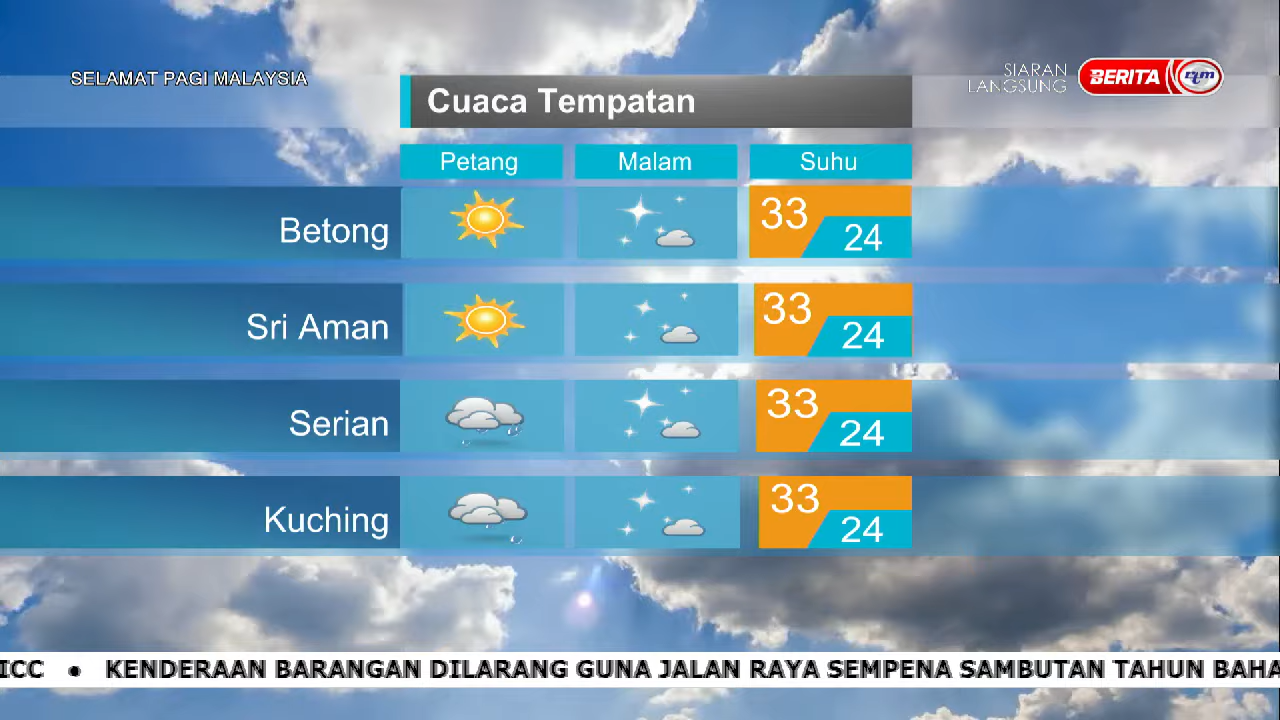 SELAMAT PAGI MALAYSIA
SIARAN
LANGSUNG
BERITA rtm
Cuaca Tempatan
Petang Malam Suhu
Betong 33 24
Sri Aman 33 24
Serian 33 24
Kuching 33 24
ICC • KENDERAAN BARANGAN DILARANG GUNA JALAN RAYA SEMPENA SAMBUTAN TAHUN BAHA